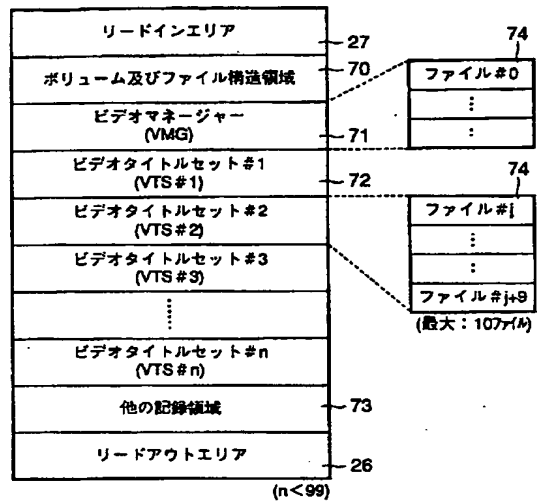 リードインエリア
27
ボリューム及びファイル構造領域
70
ビデオマネージャー
(VMG)
71
ビデオタイトルセット#1
(VTS#1)
72
ビデオタイトルセット#2
(VTS#2)
ビデオタイトルセット#3
(VTS#3)
ビデオタイトルセット#n
(VTS#n)
他の記録領域
73
リードアウトエリア
26
(n<99)
74
ファイル#0
74
ファイル#j
ファイル#j+9
(最大：10ファイル)